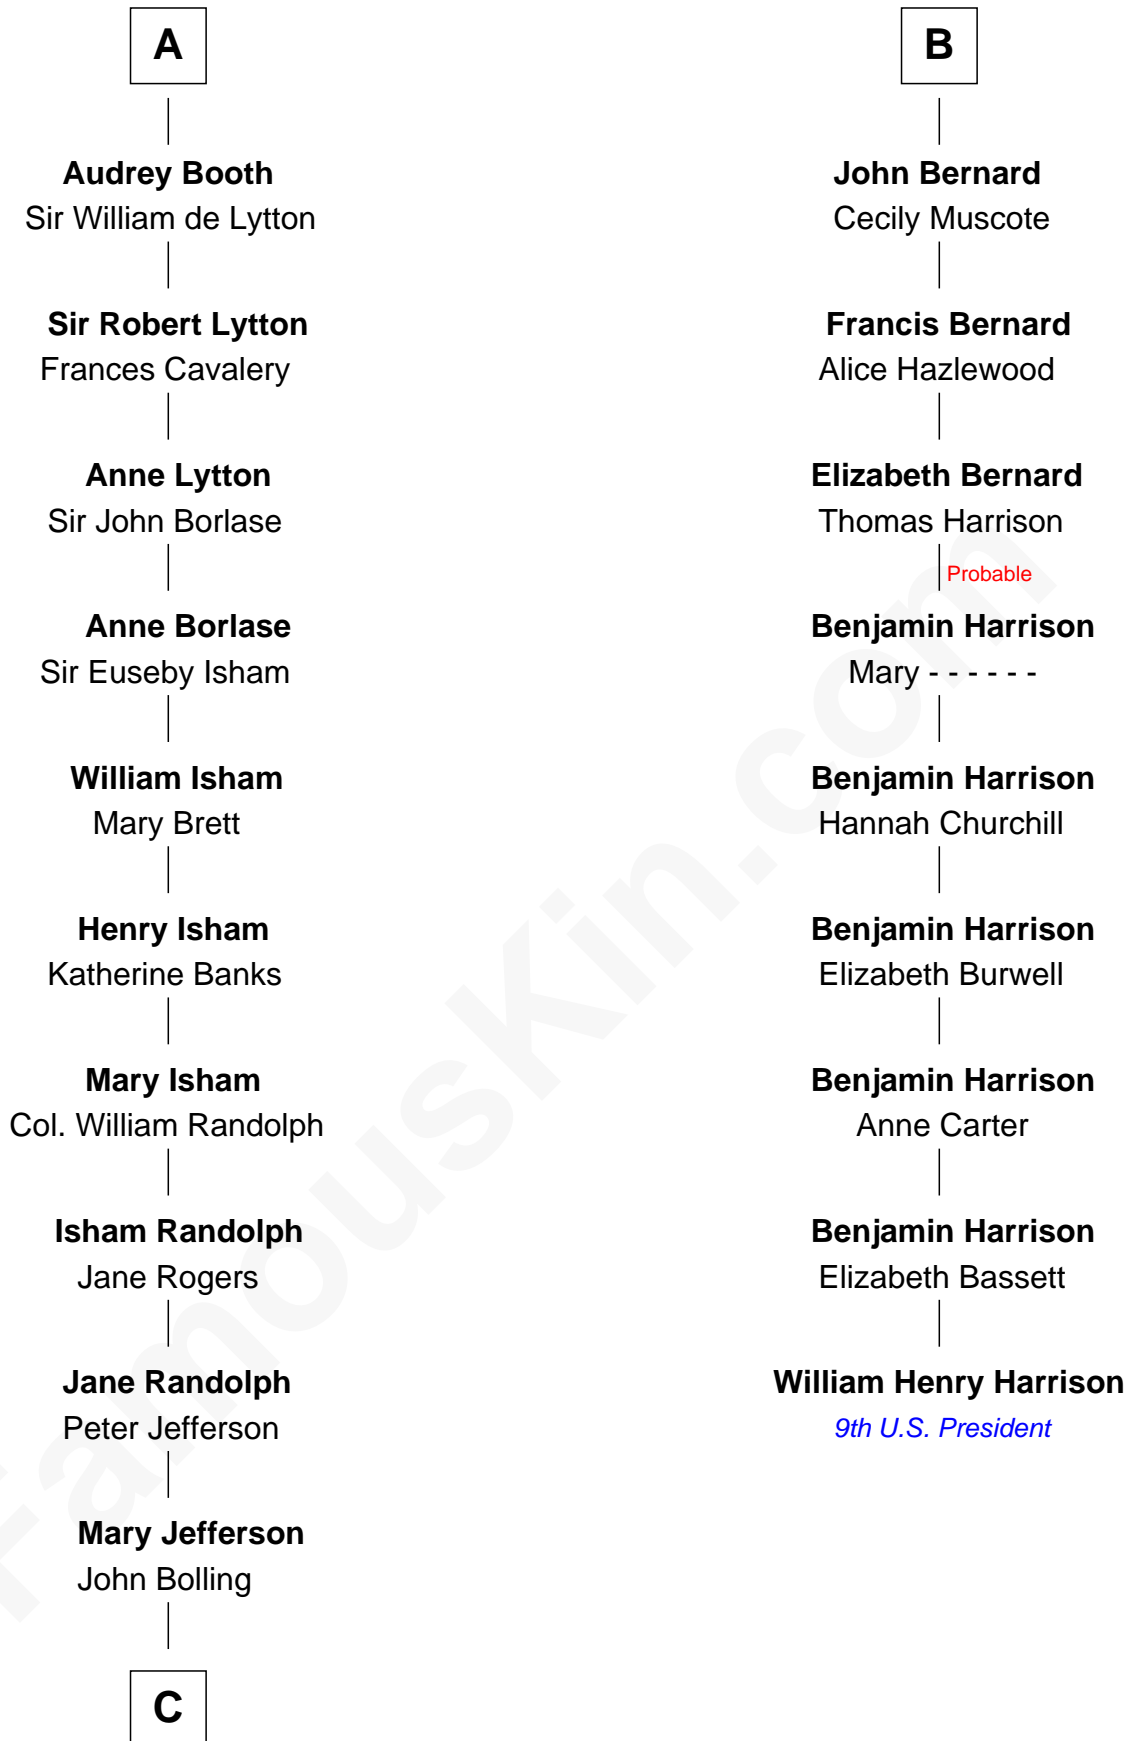 A
Audrey Booth
Sir William de Lytton
Sir Robert Lytton
Frances Cavalery
Anne Lytton
Sir John Borlase
Anne Borlase
Sir Euseby Isham
William Isham
Mary Brett
Henry Isham
Katherine Banks
Mary Isham
Col. William Randolph
Isham Randolph
Jane Rogers
Jane Randolph
Peter Jefferson
Mary Jefferson
John Bolling
C
B
John Bernard
Cecily Muscote
Francis Bernard
Alice Hazlewood
Elizabeth Bernard
Thomas Harrison
Probable
Benjamin Harrison
Mary - - - - - -
Benjamin Harrison
Hannah Churchill
Benjamin Harrison
Elizabeth Burwell
Benjamin Harrison
Anne Carter
Benjamin Harrison
Elizabeth Bassett
William Henry Harrison
9th U.S. President
FamousKin.com